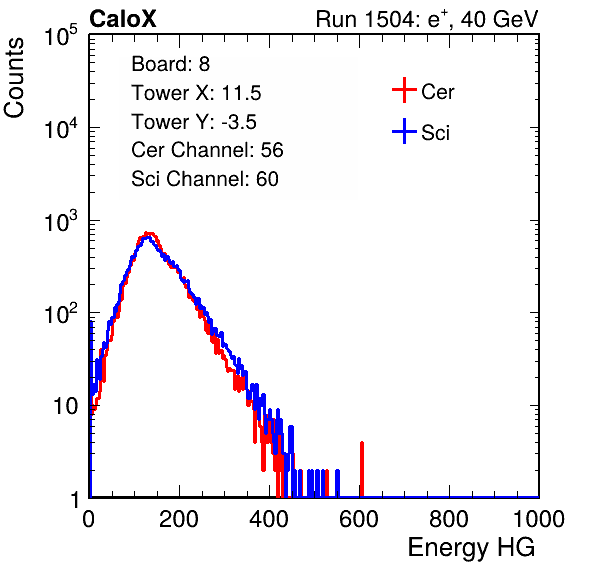 CaloX Run 1504: e⁺, 40 GeV
Counts
10⁵
10⁴
10³
10²
10
1
Board: 8
Tower X: 11.5
Tower Y: -3.5
Cer Channel: 56
Sci Channel: 60
Cer
Sci
0 200 400 600 800 1000
Energy HG